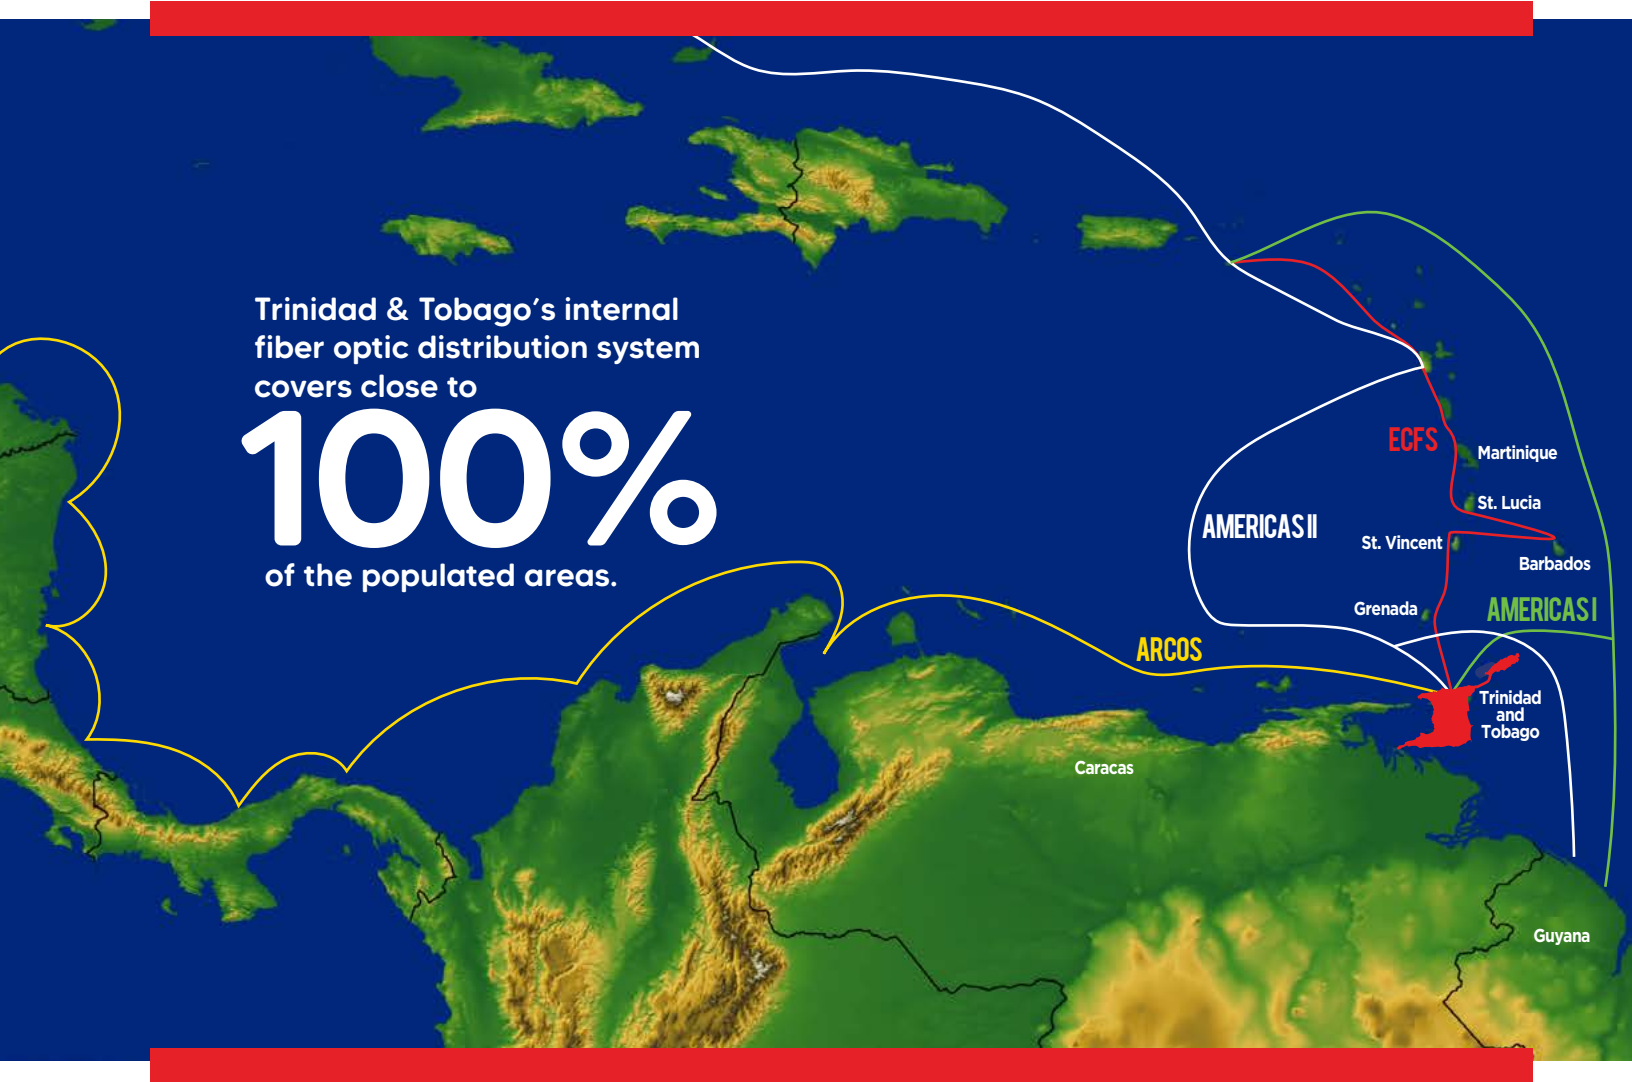 Trinidad & Tobago's internal
fiber optic distribution system
covers close to
100%
of the populated areas.
ECFS
Martinique
St. Lucia
AMERICAS II
St. Vincent
Barbados
Grenada
AMERICAS I
ARCOS
Trinidad
and
Tobago
Caracas
Guyana